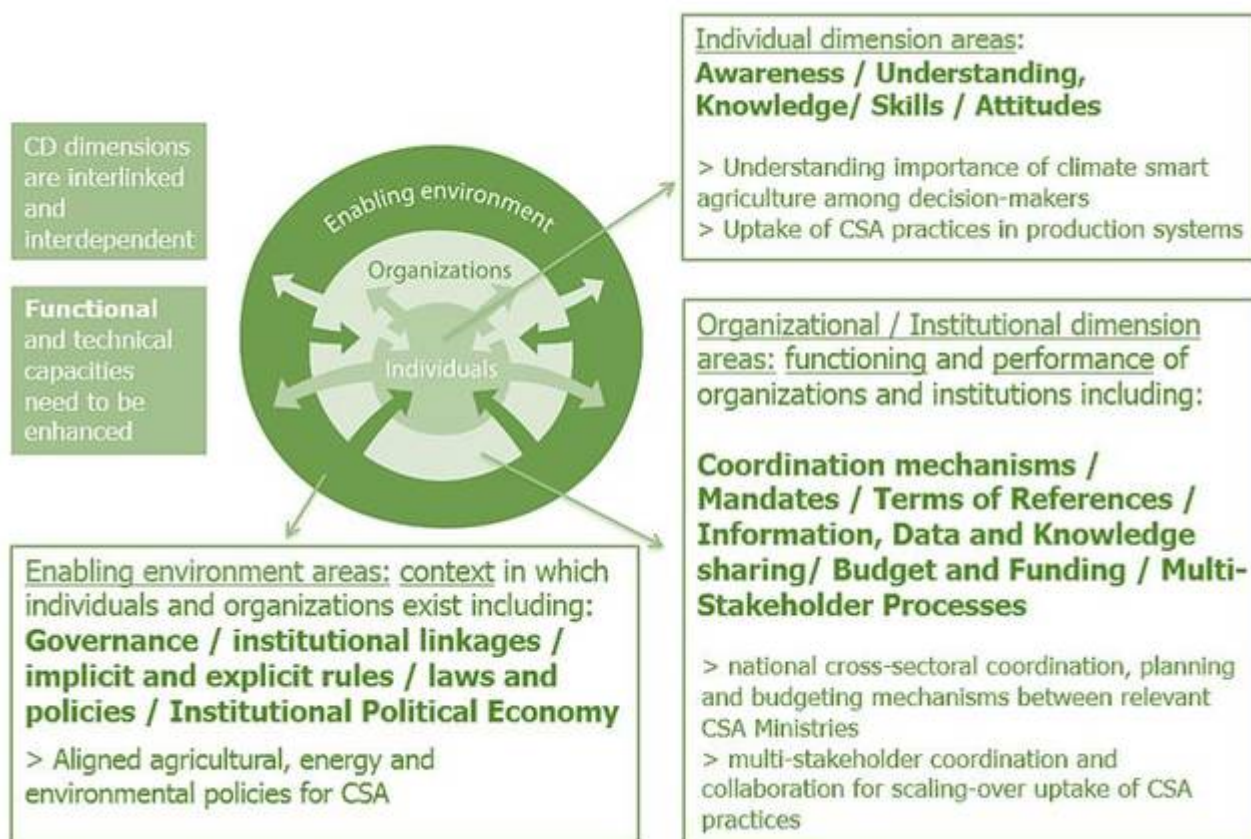 CD dimensions
are interlinked
and
interdependent
Functional
and technical
capacities
need to be
enhanced
Enabling environment
Organizations
Individuals
Individual dimension areas:
Awareness / Understanding,
Knowledge/ Skills / Attitudes
> Understanding importance of climate smart
agriculture among decision-makers
> Uptake of CSA practices in production systems
Organizational / Institutional dimension
areas: functioning and performance of
organizations and institutions including:
Coordination mechanisms /
Mandates / Terms of References /
Information, Data and Knowledge
sharing/ Budget and Funding / Multi-
Stakeholder Processes
> national cross-sectoral coordination, planning
and budgeting mechanisms between relevant
CSA Ministries
> multi-stakeholder coordination and
collaboration for scaling-over uptake of CSA
practices
Enabling environment areas: context in which
individuals and organizations exist including:
Governance / institutional linkages /
implicit and explicit rules / laws and
policies / Institutional Political Economy
> Aligned agricultural, energy and
environmental policies for CSA